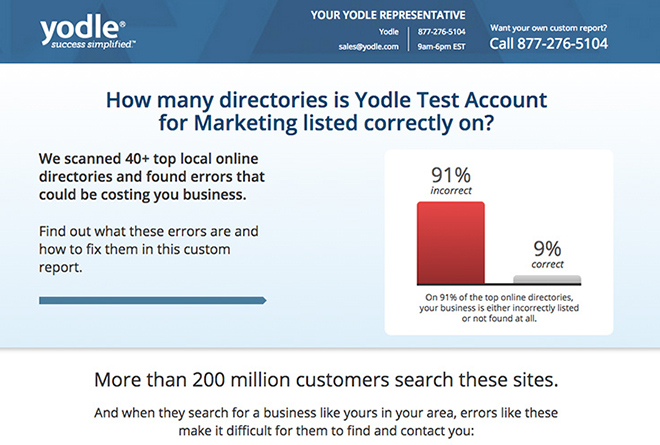 yodle®
success simplified™
YOUR YODLE REPRESENTATIVE
Yodle
877-276-5104
sales@yodle.com
9am-6pm EST
Want your own custom report?
Call 877-276-5104
How many directories is Yodle Test Account
for Marketing listed correctly on?
We scanned 40+ top local online
directories and found errors that
could be costing you business.
Find out what these errors are and
how to fix them in this custom
report.
91%
incorrect
9%
correct
On 91% of the top online directories,
your business is either incorrectly listed
or not found at all.
More than 200 million customers search these sites.
And when they search for a business like yours in your area, errors like these
make it difficult for them to find and contact you: